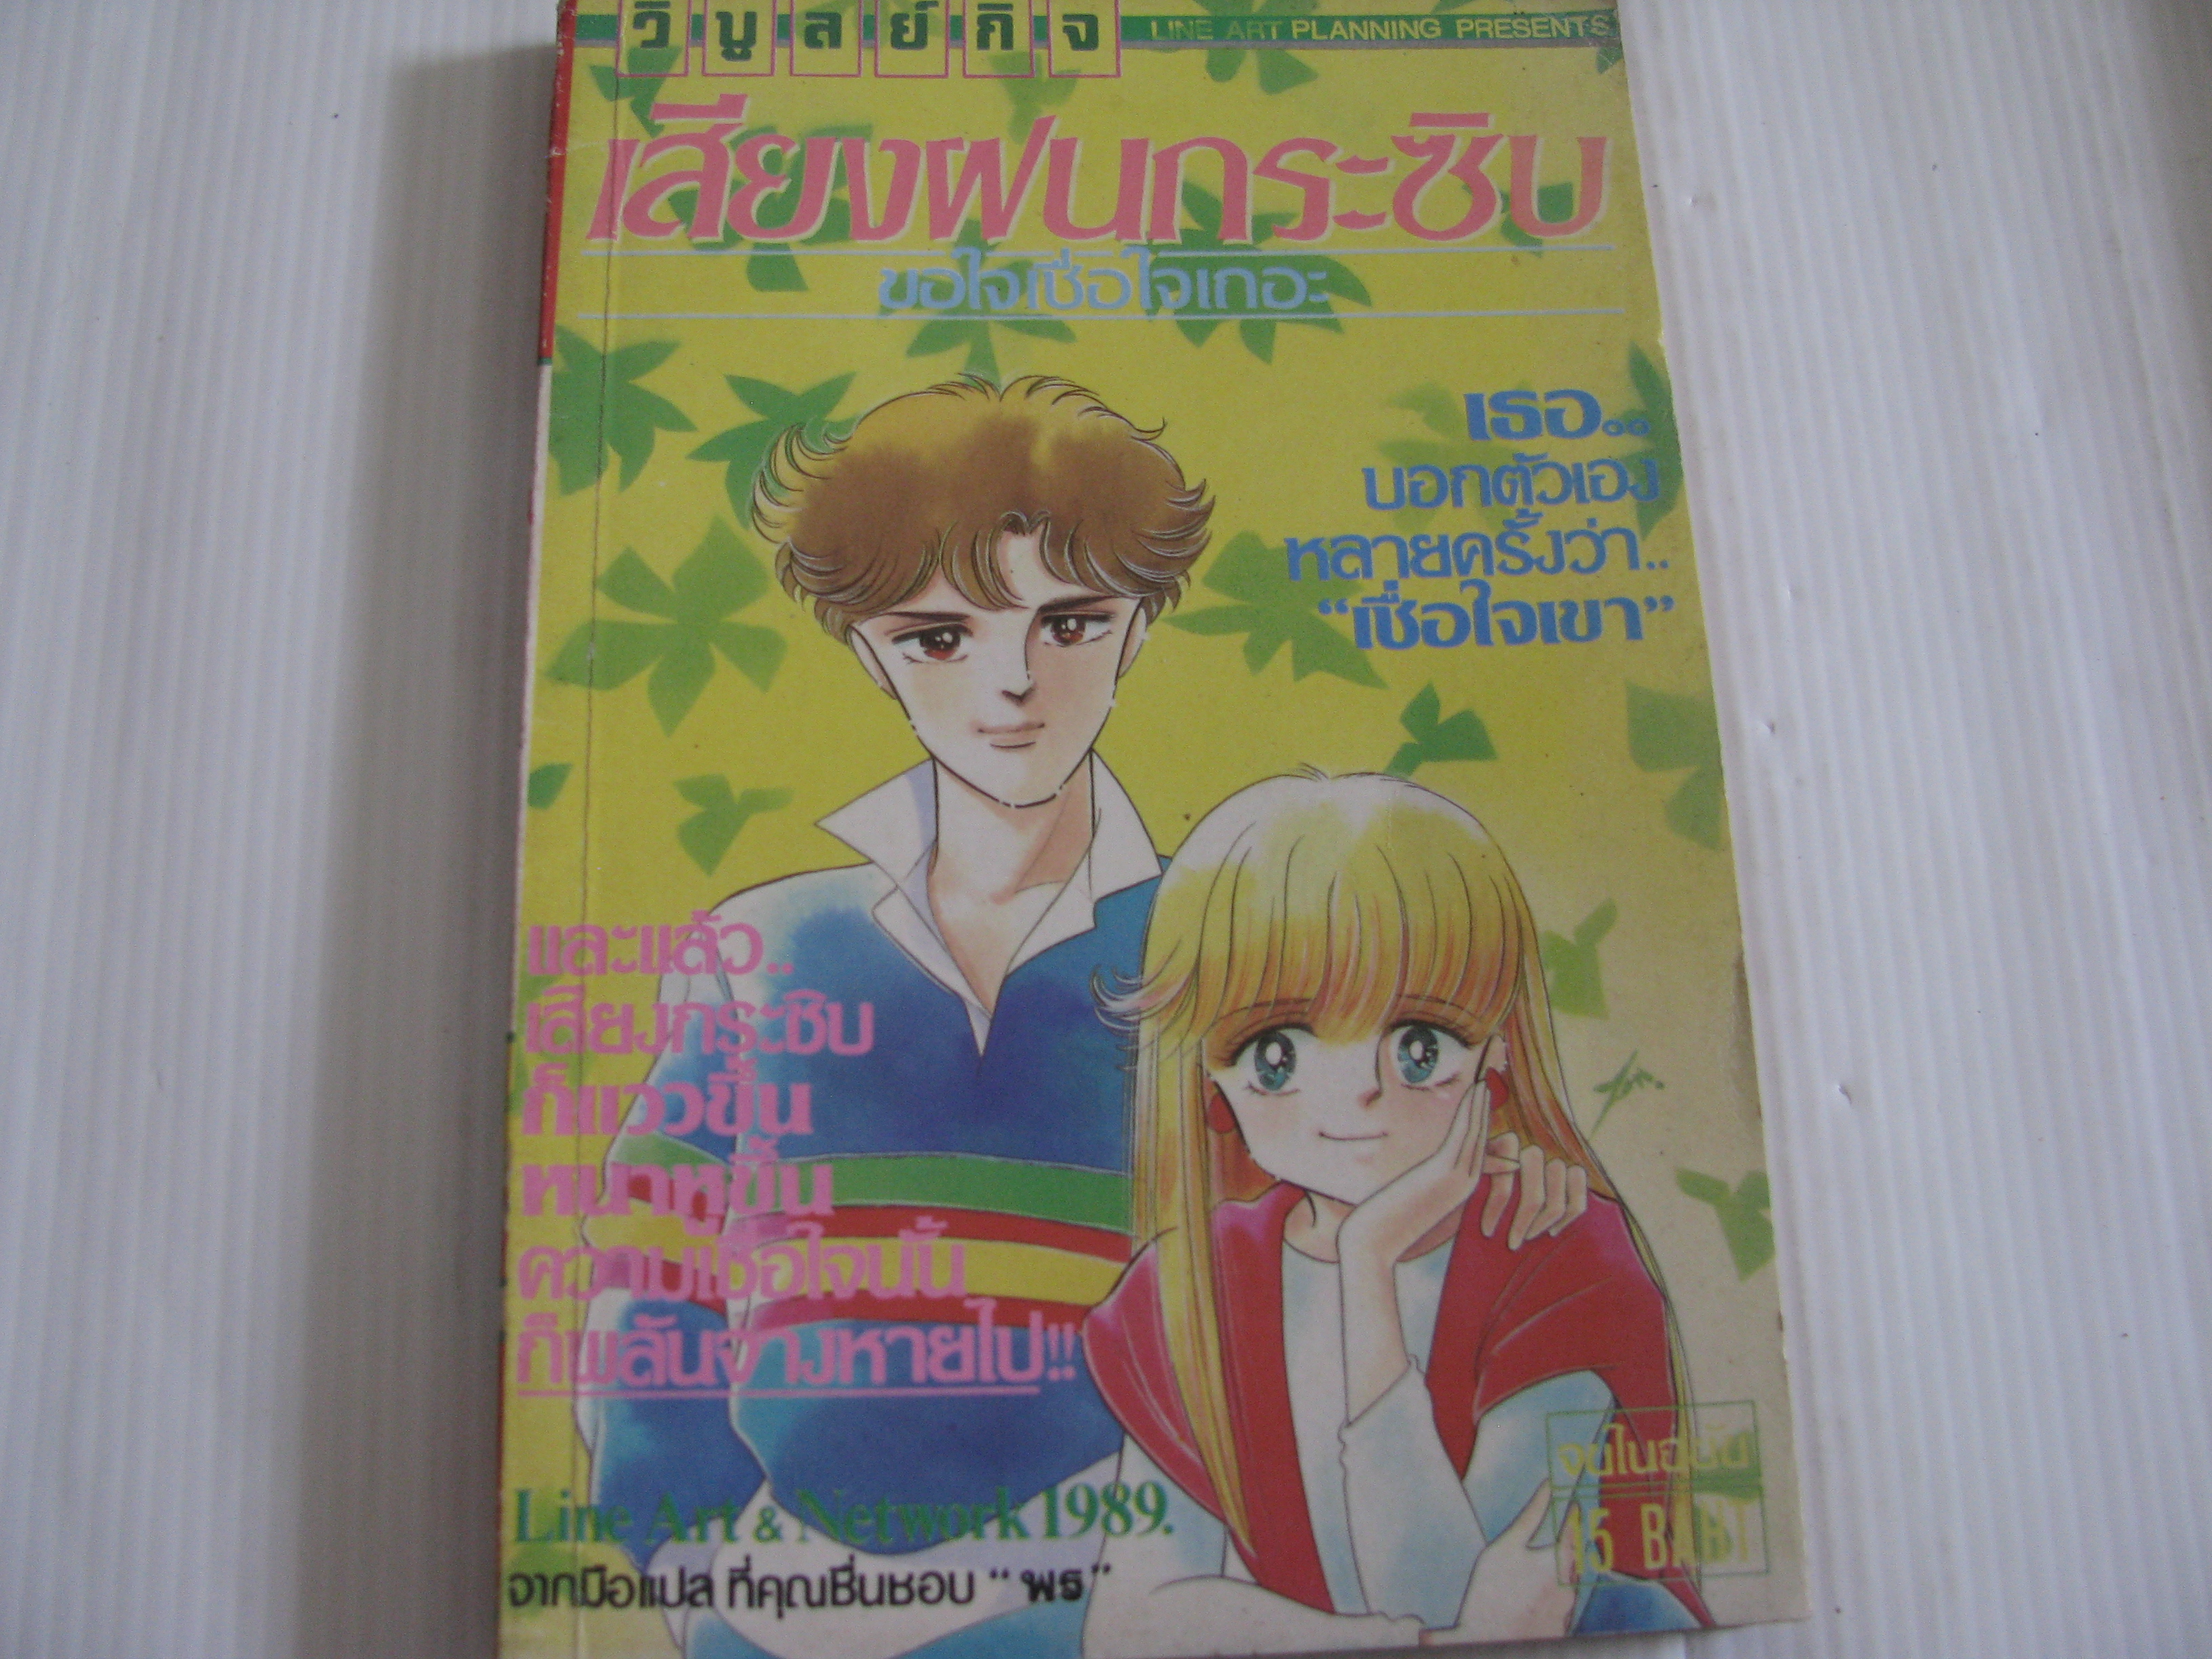 วิบูลย์กิจ
LINE ART PLANNING PRESENTS
เสียงฝนกระซิบ
ขอใจเชื่อใจเถอะ
เธอ..
บอกตัวเอง
หลายครั้งว่า..
“เชื่อใจเขา”
และแล้ว..
เสียงกระซิบ
ก็แววขึ้น
หนาหูขึ้น
ความเชื่อใจนั้น
ก็พลันจางหายไป!!
Line Art & Network 1989.
จากมือแปล ที่คุณชื่นชอบ “พธ”
จบในฉบับ
15 BAHT